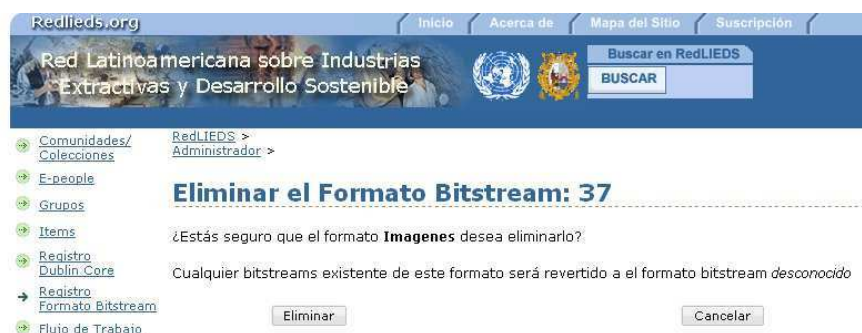 Redlieds.org
Inicio
Acerca de
Mapa del Sitio
Suscripción
Red Latinoamericana sobre Industrias
Extractivas y Desarrollo Sostenible
Buscar en RedLIEDS
BUSCAR
Comunidades/
Colecciones
E-people
Grupos
Items
Registro
Dublin Core
Registro
Formato Bitstream
Flujo de Trabajo
RedLIEDS >
Administrador >
Eliminar el Formato Bitstream: 37
¿Estás seguro que el formato Imagenes desea eliminarlo?
Cualquier bitstreams existente de este formato será revertido a el formato bitstream desconocido
Eliminar
Cancelar